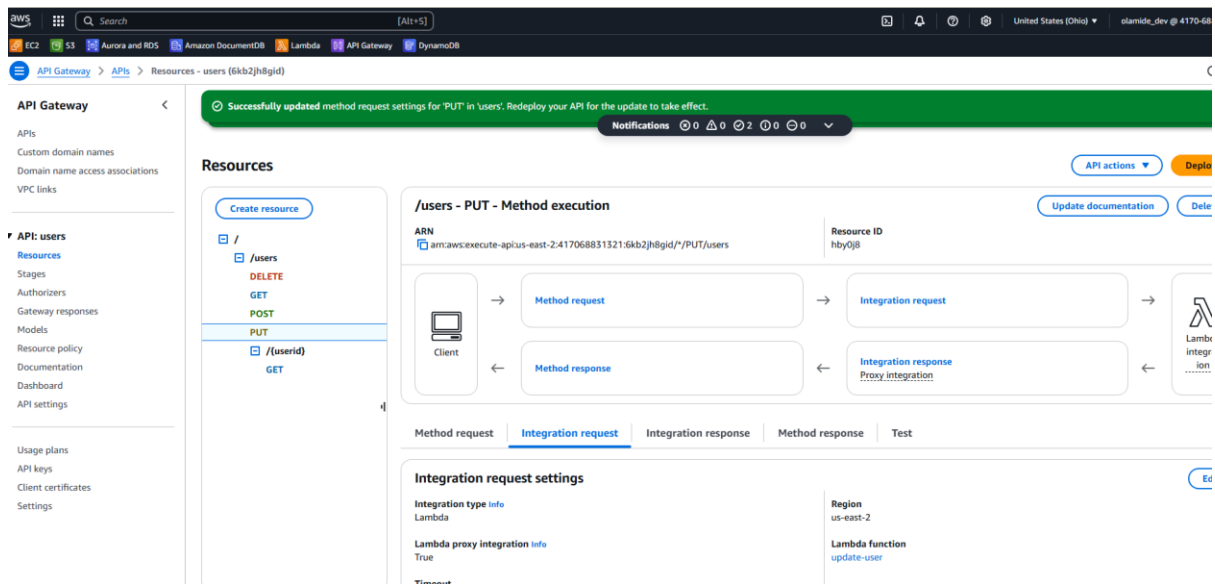 aws
Search [Alt+S] United States (Ohio) ▼ olamide_dev @ 4170-68
EC2 S3 Aurora and RDS Amazon DocumentDB Lambda API Gateway DynamoDB
API Gateway > APIs > Resources - users (6kb2jh8gid)
API Gateway
APIs
Custom domain names
Domain name access associations
VPC links
▼ API: users
Resources
Stages
Authorizers
Gateway responses
Models
Resource policy
Documentation
Dashboard
API settings
Usage plans
API keys
Client certificates
Settings
Successfully updated method request settings for 'PUT' in 'users'. Redeploy your API for the update to take effect.
Notifications 0 0 2 0 0
Resources
API actions ▼ Deplo
Create resource
/
/users
DELETE
GET
POST
PUT
/{userid}
GET
/users - PUT - Method execution
Update documentation Dele
ARN
arn:aws:execute-api:us-east-2:417068831321:6kb2jh8gid/*/PUT/users
Resource ID
hby0j8
Client
Method request
Integration request
Method response
Integration response
Proxy integration
Lambd
integr
ion
Method request Integration request Integration response Method response Test
Integration request settings
Ed
Integration type Info
Lambda
Region
us-east-2
Lambda proxy integration Info
True
Lambda function
update-user
Timeout